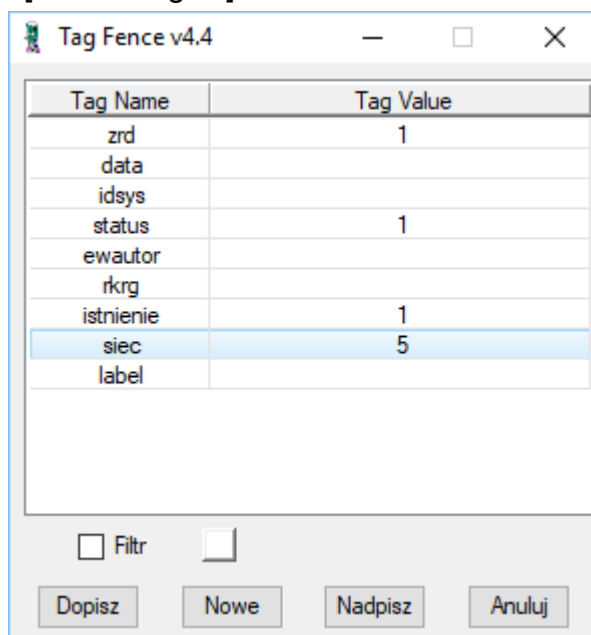 Tag Fence v4.4
Tag Name Tag Value
zrd 1
data
idsys
status 1
ewautor
rkrg
istnienie 1
siec 5
label
Filtr
Dopisz Nowe Nadpisz Anuluj